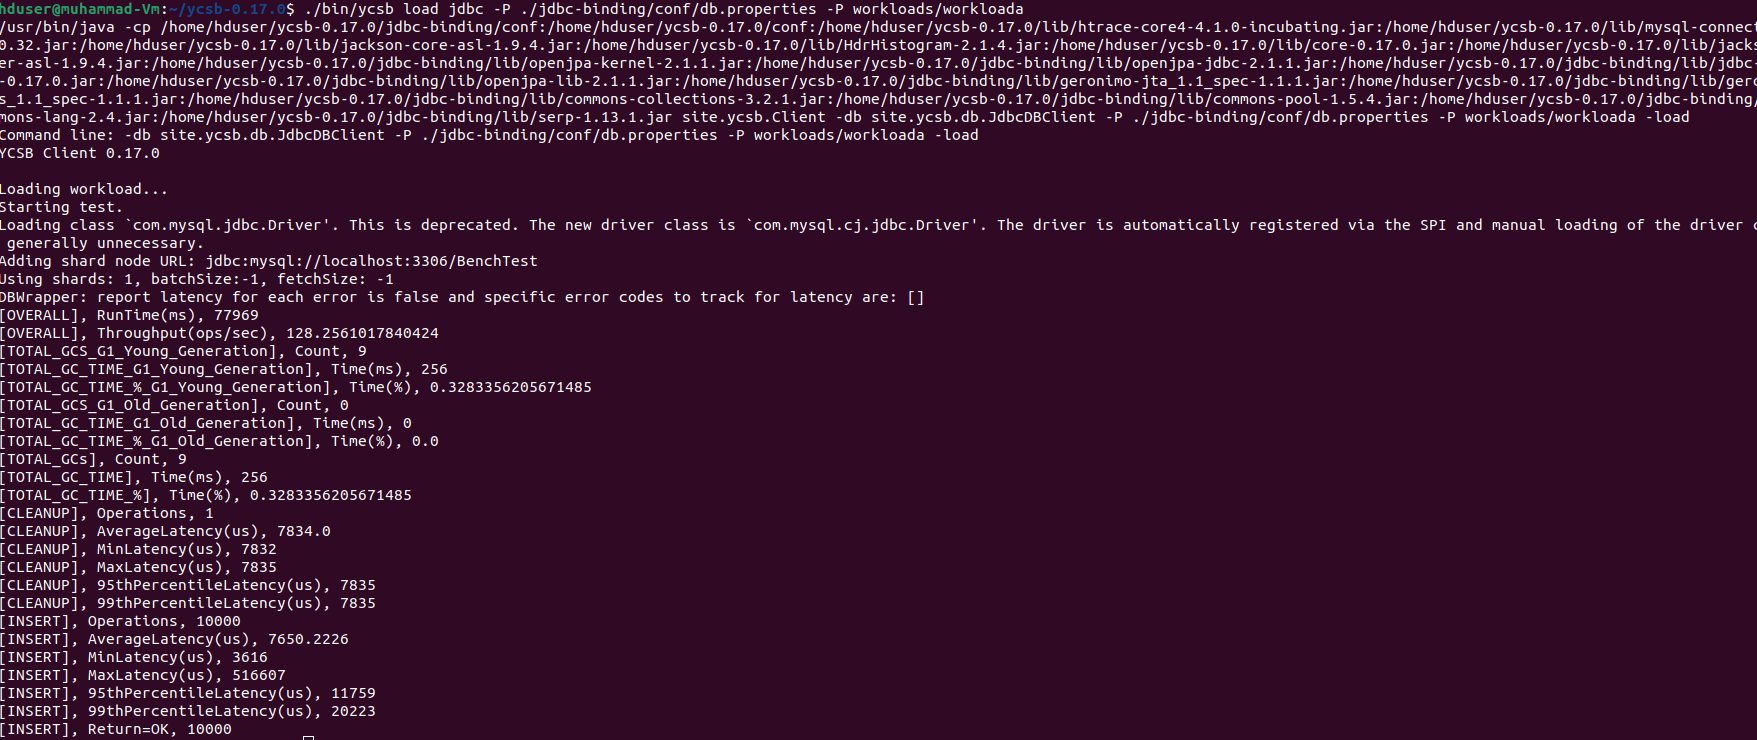 hduser@muhammad-Vm:~/ycsb-0.17.0$ ./bin/ycsb load jdbc -P ./jdbc-binding/conf/db.properties -P workloads/workloada
/usr/bin/java -cp /home/hduser/ycsb-0.17.0/jdbc-binding/conf:/home/hduser/ycsb-0.17.0/conf:/home/hduser/ycsb-0.17.0/lib/htrace-core4-4.1.0-incubating.jar:/home/hduser/ycsb-0.17.0/lib/mysql-connect
0.32.jar:/home/hduser/ycsb-0.17.0/lib/jackson-core-asl-1.9.4.jar:/home/hduser/ycsb-0.17.0/lib/HdrHistogram-2.1.4.jar:/home/hduser/ycsb-0.17.0/lib/core-0.17.0.jar:/home/hduser/ycsb-0.17.0/lib/jacks
er-asl-1.9.4.jar:/home/hduser/ycsb-0.17.0/jdbc-binding/lib/openjpa-kernel-2.1.1.jar:/home/hduser/ycsb-0.17.0/jdbc-binding/lib/openjpa-jdbc-2.1.1.jar:/home/hduser/ycsb-0.17.0/jdbc-binding/lib/jdbc-
-0.17.0.jar:/home/hduser/ycsb-0.17.0/jdbc-binding/lib/openjpa-lib-2.1.1.jar:/home/hduser/ycsb-0.17.0/jdbc-binding/lib/geronimo-jta_1.1_spec-1.1.1.jar:/home/hduser/ycsb-0.17.0/jdbc-binding/lib/gero
s_1.1_spec-1.1.1.jar:/home/hduser/ycsb-0.17.0/jdbc-binding/lib/commons-collections-3.2.1.jar:/home/hduser/ycsb-0.17.0/jdbc-binding/lib/commons-pool-1.5.4.jar:/home/hduser/ycsb-0.17.0/jdbc-binding/
mons-lang-2.4.jar:/home/hduser/ycsb-0.17.0/jdbc-binding/lib/serp-1.13.1.jar site.ycsb.Client -db site.ycsb.db.JdbcDBClient -P ./jdbc-binding/conf/db.properties -P workloads/workloada -load
Command line: -db site.ycsb.db.JdbcDBClient -P ./jdbc-binding/conf/db.properties -P workloads/workloada -load
YCSB Client 0.17.0
Loading workload...
Starting test.
Loading class `com.mysql.jdbc.Driver'. This is deprecated. The new driver class is `com.mysql.cj.jdbc.Driver'. The driver is automatically registered via the SPI and manual loading of the driver c
generally unnecessary.
Adding shard node URL: jdbc:mysql://localhost:3306/BenchTest
Using shards: 1, batchSize:-1, fetchSize: -1
DBWrapper: report latency for each error is false and specific error codes to track for latency are: []
[OVERALL], RunTime(ms), 77969
[OVERALL], Throughput(ops/sec), 128.2561017840424
[TOTAL_GCS_G1_Young_Generation], Count, 9
[TOTAL_GC_TIME_G1_Young_Generation], Time(ms), 256
[TOTAL_GC_TIME_%_G1_Young_Generation], Time(%), 0.3283356205671485
[TOTAL_GCS_G1_Old_Generation], Count, 0
[TOTAL_GC_TIME_G1_Old_Generation], Time(ms), 0
[TOTAL_GC_TIME_%_G1_Old_Generation], Time(%), 0.0
[TOTAL_GCs], Count, 9
[TOTAL_GC_TIME], Time(ms), 256
[TOTAL_GC_TIME_%], Time(%), 0.3283356205671485
[CLEANUP], Operations, 1
[CLEANUP], AverageLatency(us), 7834.0
[CLEANUP], MinLatency(us), 7832
[CLEANUP], MaxLatency(us), 7835
[CLEANUP], 95thPercentileLatency(us), 7835
[CLEANUP], 99thPercentileLatency(us), 7835
[INSERT], Operations, 10000
[INSERT], AverageLatency(us), 7650.2226
[INSERT], MinLatency(us), 3616
[INSERT], MaxLatency(us), 516607
[INSERT], 95thPercentileLatency(us), 11759
[INSERT], 99thPercentileLatency(us), 20223
[INSERT], Return=OK, 10000